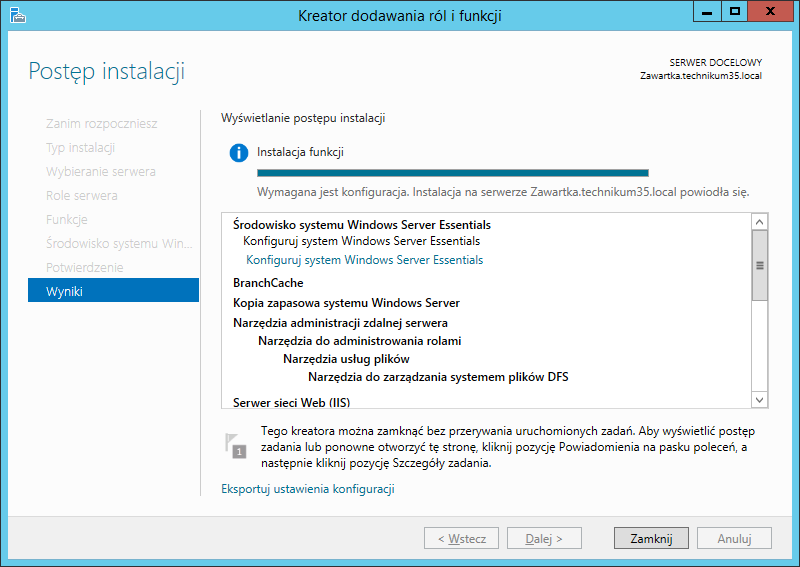 Kreator dodawania ról i funkcji
Postęp instalacji
SERWER DOCELOWY
Zawartka.technikum35.local
Zanim rozpoczniesz
Typ instalacji
Wybieranie serwera
Role serwera
Funkcje
Środowisko systemu Win...
Potwierdzenie
Wyniki
Wyświetlanie postępu instalacji
Instalacja funkcji
Wymagana jest konfiguracja. Instalacja na serwerze Zawartka.technikum35.local powiodła się.
Środowisko systemu Windows Server Essentials
Konfiguruj system Windows Server Essentials
Konfiguruj system Windows Server Essentials
BranchCache
Kopia zapasowa systemu Windows Server
Narzędzia administracji zdalnej serwera
Narzędzia do administrowania rolami
Narzędzia usług plików
Narzędzia do zarządzania systemem plików DFS
Serwer sieci Web (IIS)
1
Tego kreatora można zamknąć bez przerywania uruchomionych zadań. Aby wyświetlić postęp
zadania lub ponowne otworzyć tę stronę, kliknij pozycję Powiadomienia na pasku poleceń, a
następnie kliknij pozycję Szczegóły zadania.
Eksportuj ustawienia konfiguracji
< Wstecz
Dalej >
Zamknij
Anuluj